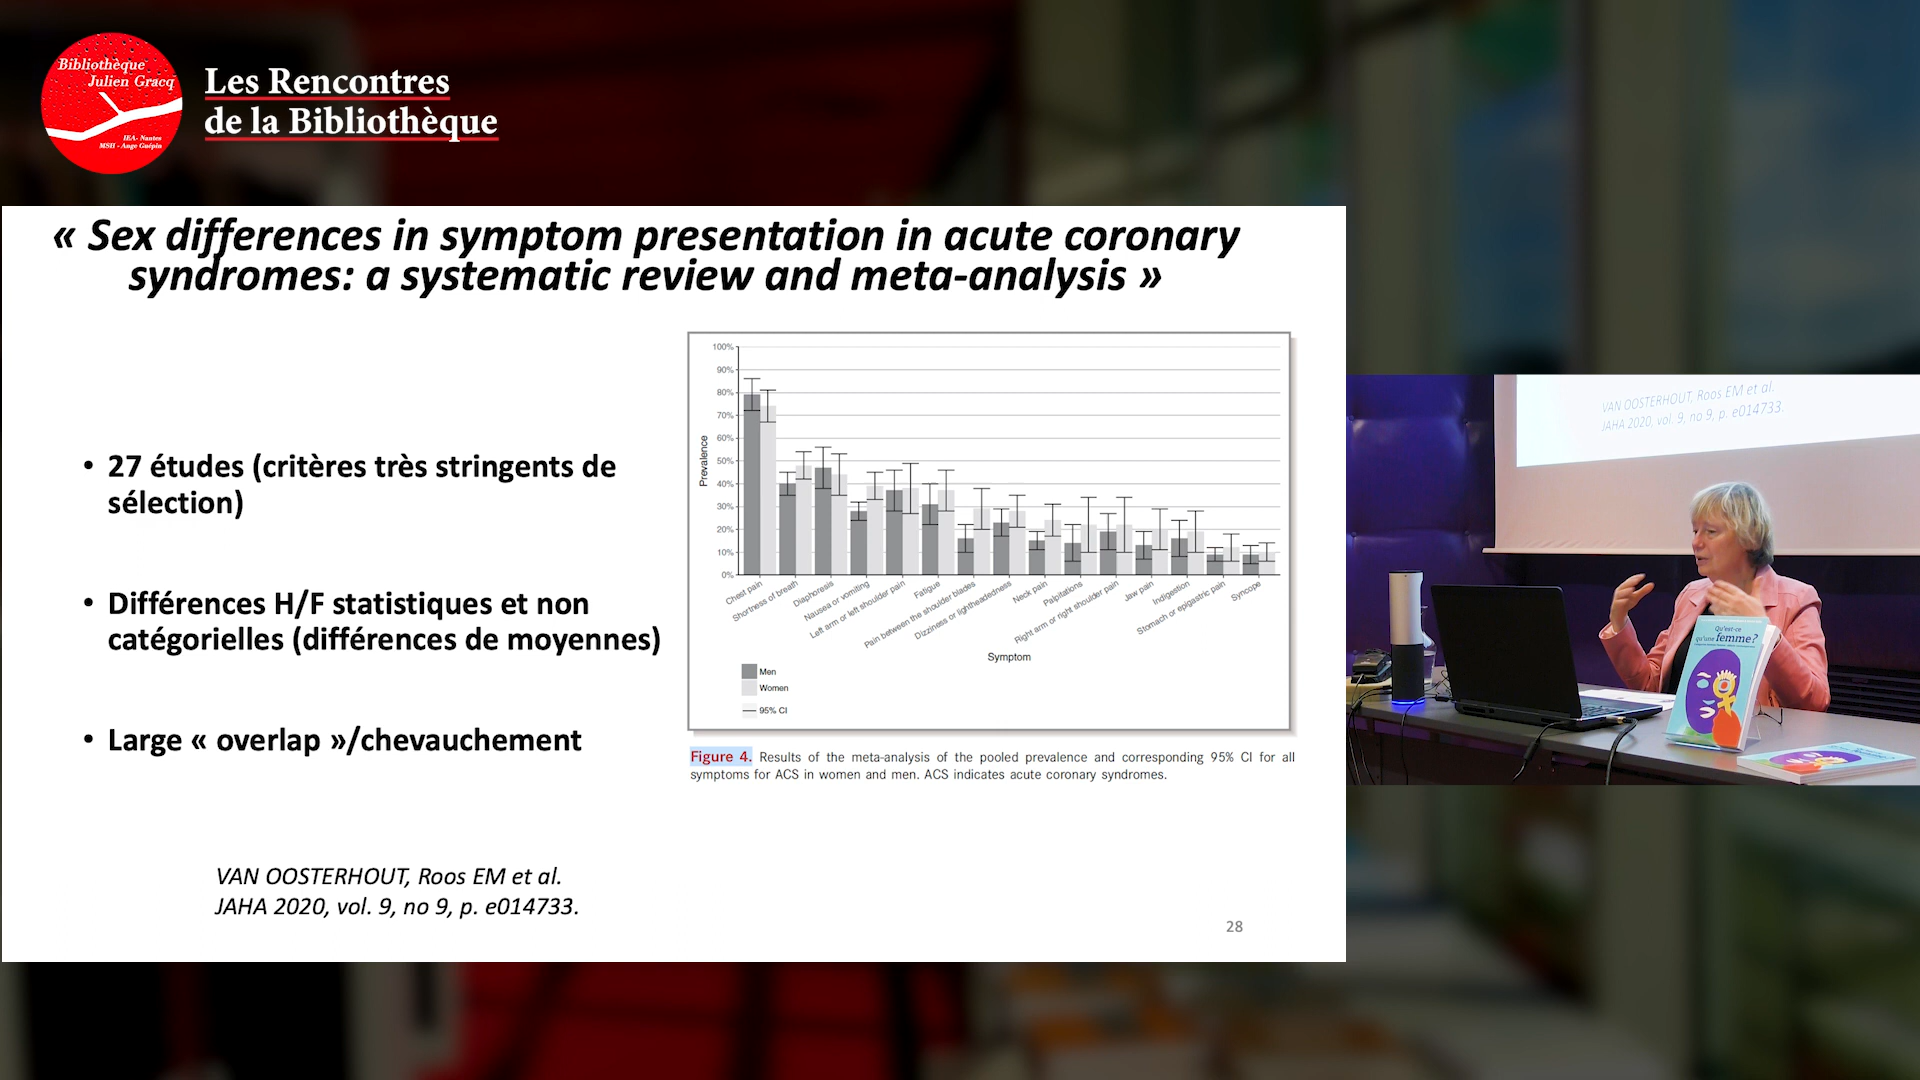 Bibliothèque
Julien Gracq
IEA- Nantes
MSH - Ange Guépin
Les Rencontres
de la Bibliothèque
« Sex differences in symptom presentation in acute coronary
syndromes: a systematic review and meta-analysis »
• 27 études (critères très stringents de
sélection)
• Différences H/F statistiques et non
catégorielles (différences de moyennes)
• Large « overlap »/chevauchement
VAN OOSTERHOUT, Roos EM et al.
JAHA 2020, vol. 9, no 9, p. e014733.
Prevalence
100%
90%
80%
70%
60%
50%
40%
30%
20%
10%
0%
Chest pain
Shortness of breath
Diaphoresis
Nausea or vomiting
Left arm or left shoulder pain
Fatigue
Pain between the shoulder blades
Dizziness or lightheadedness
Neck pain
Palpitations
Right arm or right shoulder pain
Jaw pain
Indigestion
Stomach or epigastric pain
Syncope
Symptom
Men
Women
95% CI
Figure 4. Results of the meta-analysis of the pooled prevalence and corresponding 95% CI for all
symptoms for ACS in women and men. ACS indicates acute coronary syndromes.
28
VAN OOSTERHOUT, Roos EM et al.
JAHA 2020, vol. 9, no 9, p. e014733.
Qu'est-ce
qu'une femme?